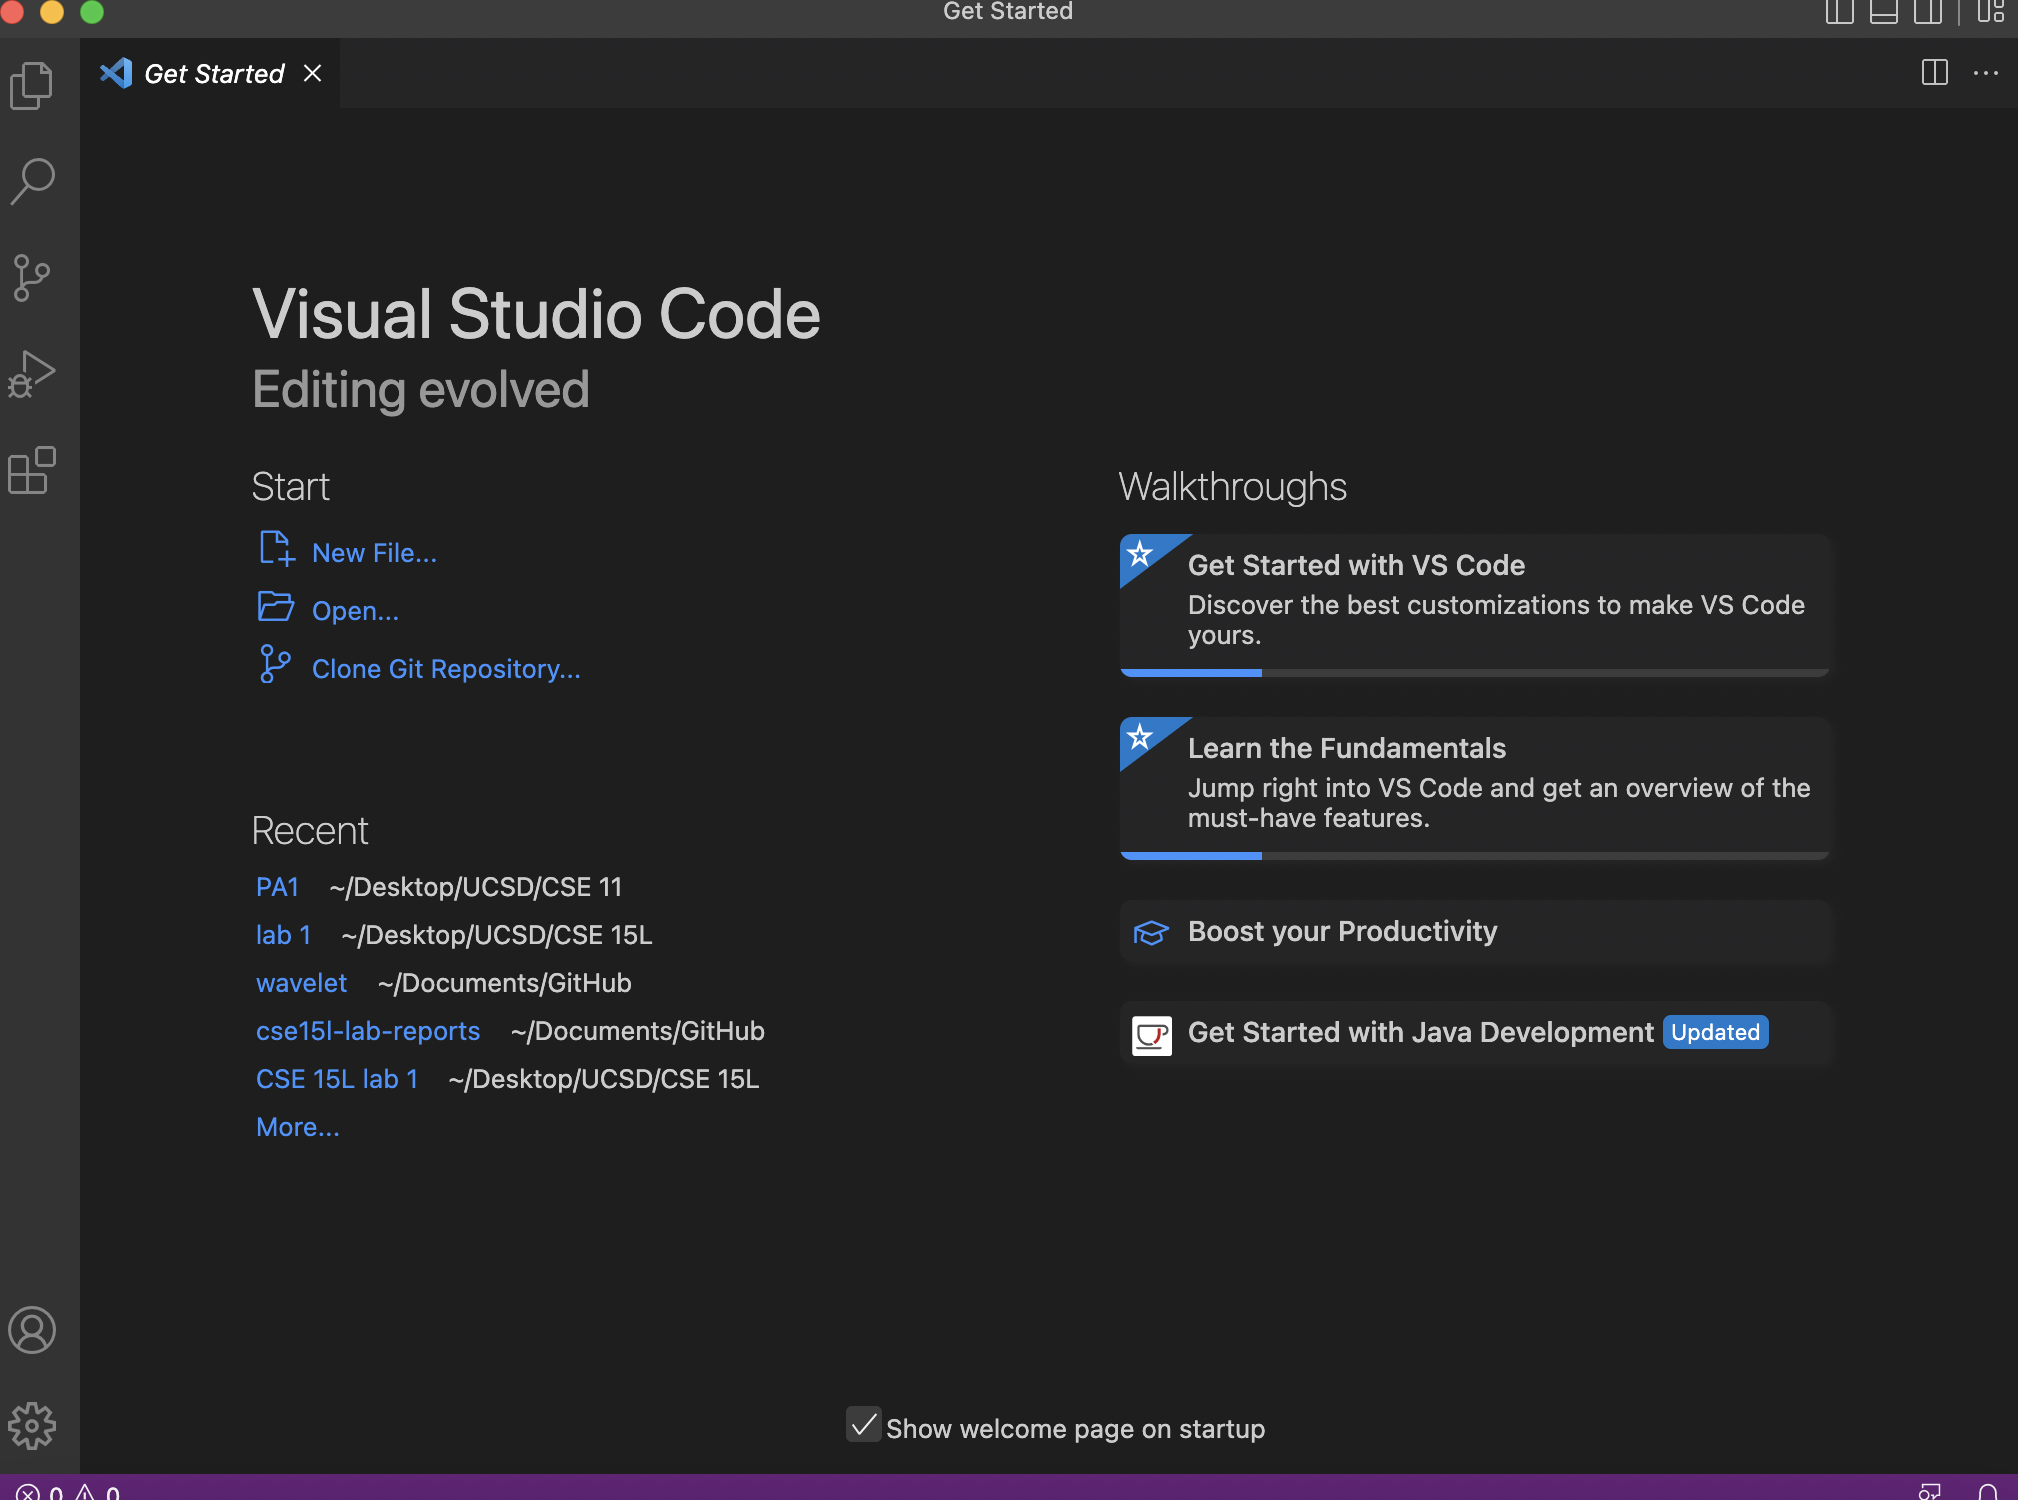 Get Started
Get Started
Visual Studio Code
Editing evolved
Start
New File...
Open...
Clone Git Repository...
Recent
PA1 ~/Desktop/UCSD/CSE 11
lab 1 ~/Desktop/UCSD/CSE 15L
wavelet ~/Documents/GitHub
cse15l-lab-reports ~/Documents/GitHub
CSE 15L lab 1 ~/Desktop/UCSD/CSE 15L
More...
Walkthroughs
Get Started with VS Code
Discover the best customizations to make VS Code
yours.
Learn the Fundamentals
Jump right into VS Code and get an overview of the
must-have features.
Boost your Productivity
Get Started with Java Development Updated
Show welcome page on startup
0 0